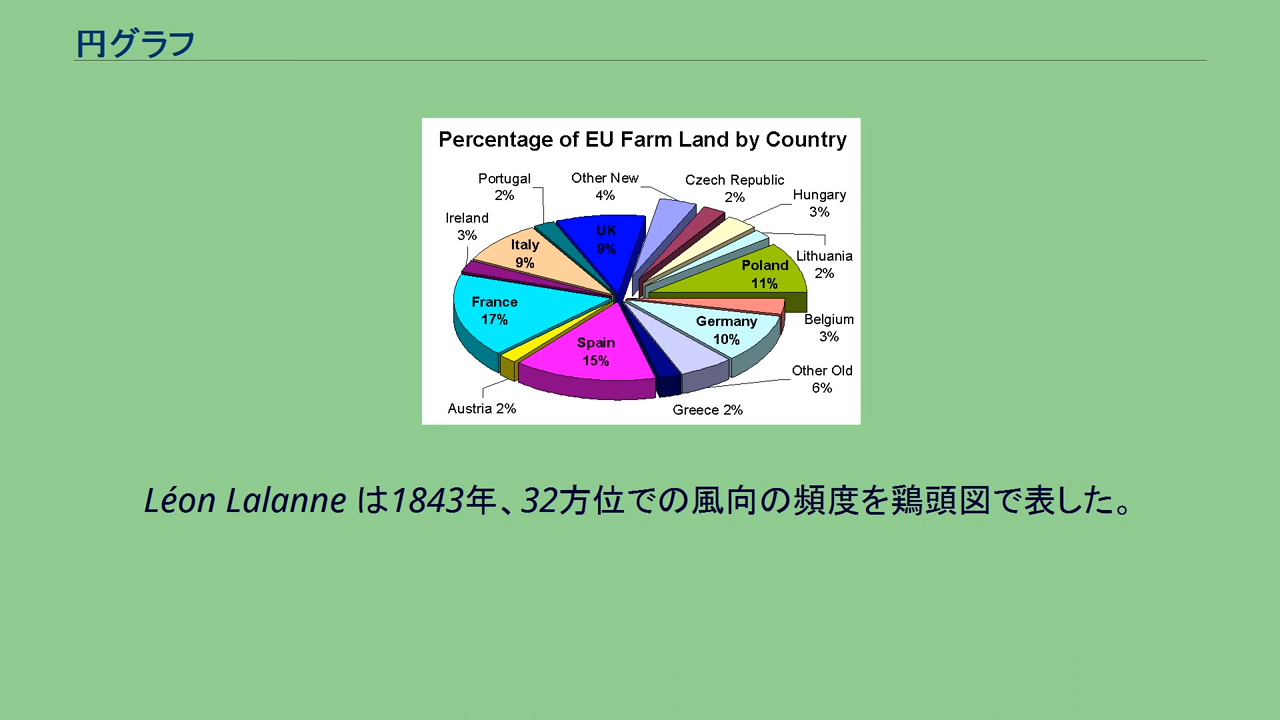 円グラフ
Percentage of EU Farm Land by Country
Portugal
2%
Other New
4%
Czech Republic
2%
Hungary
3%
Ireland
3%
Italy
9%
UK
9%
Lithuania
2%
Poland
11%
France
17%
Germany
10%
Belgium
3%
Spain
15%
Other Old
6%
Austria 2%
Greece 2%
Léon Lalanne は1843年、32方位での風向の頻度を鶏頭図で表した。